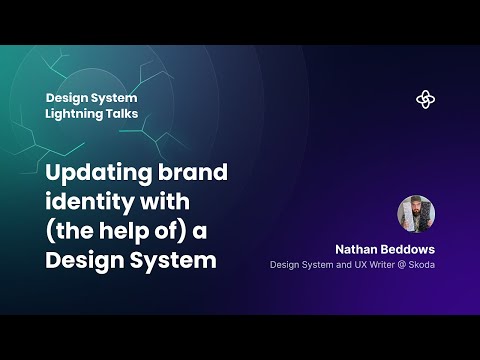 Design System
Lightning Talks
Updating brand
identity with
(the help of) a
Design System
Nathan Beddows
Design System and UX Writer @ Skoda